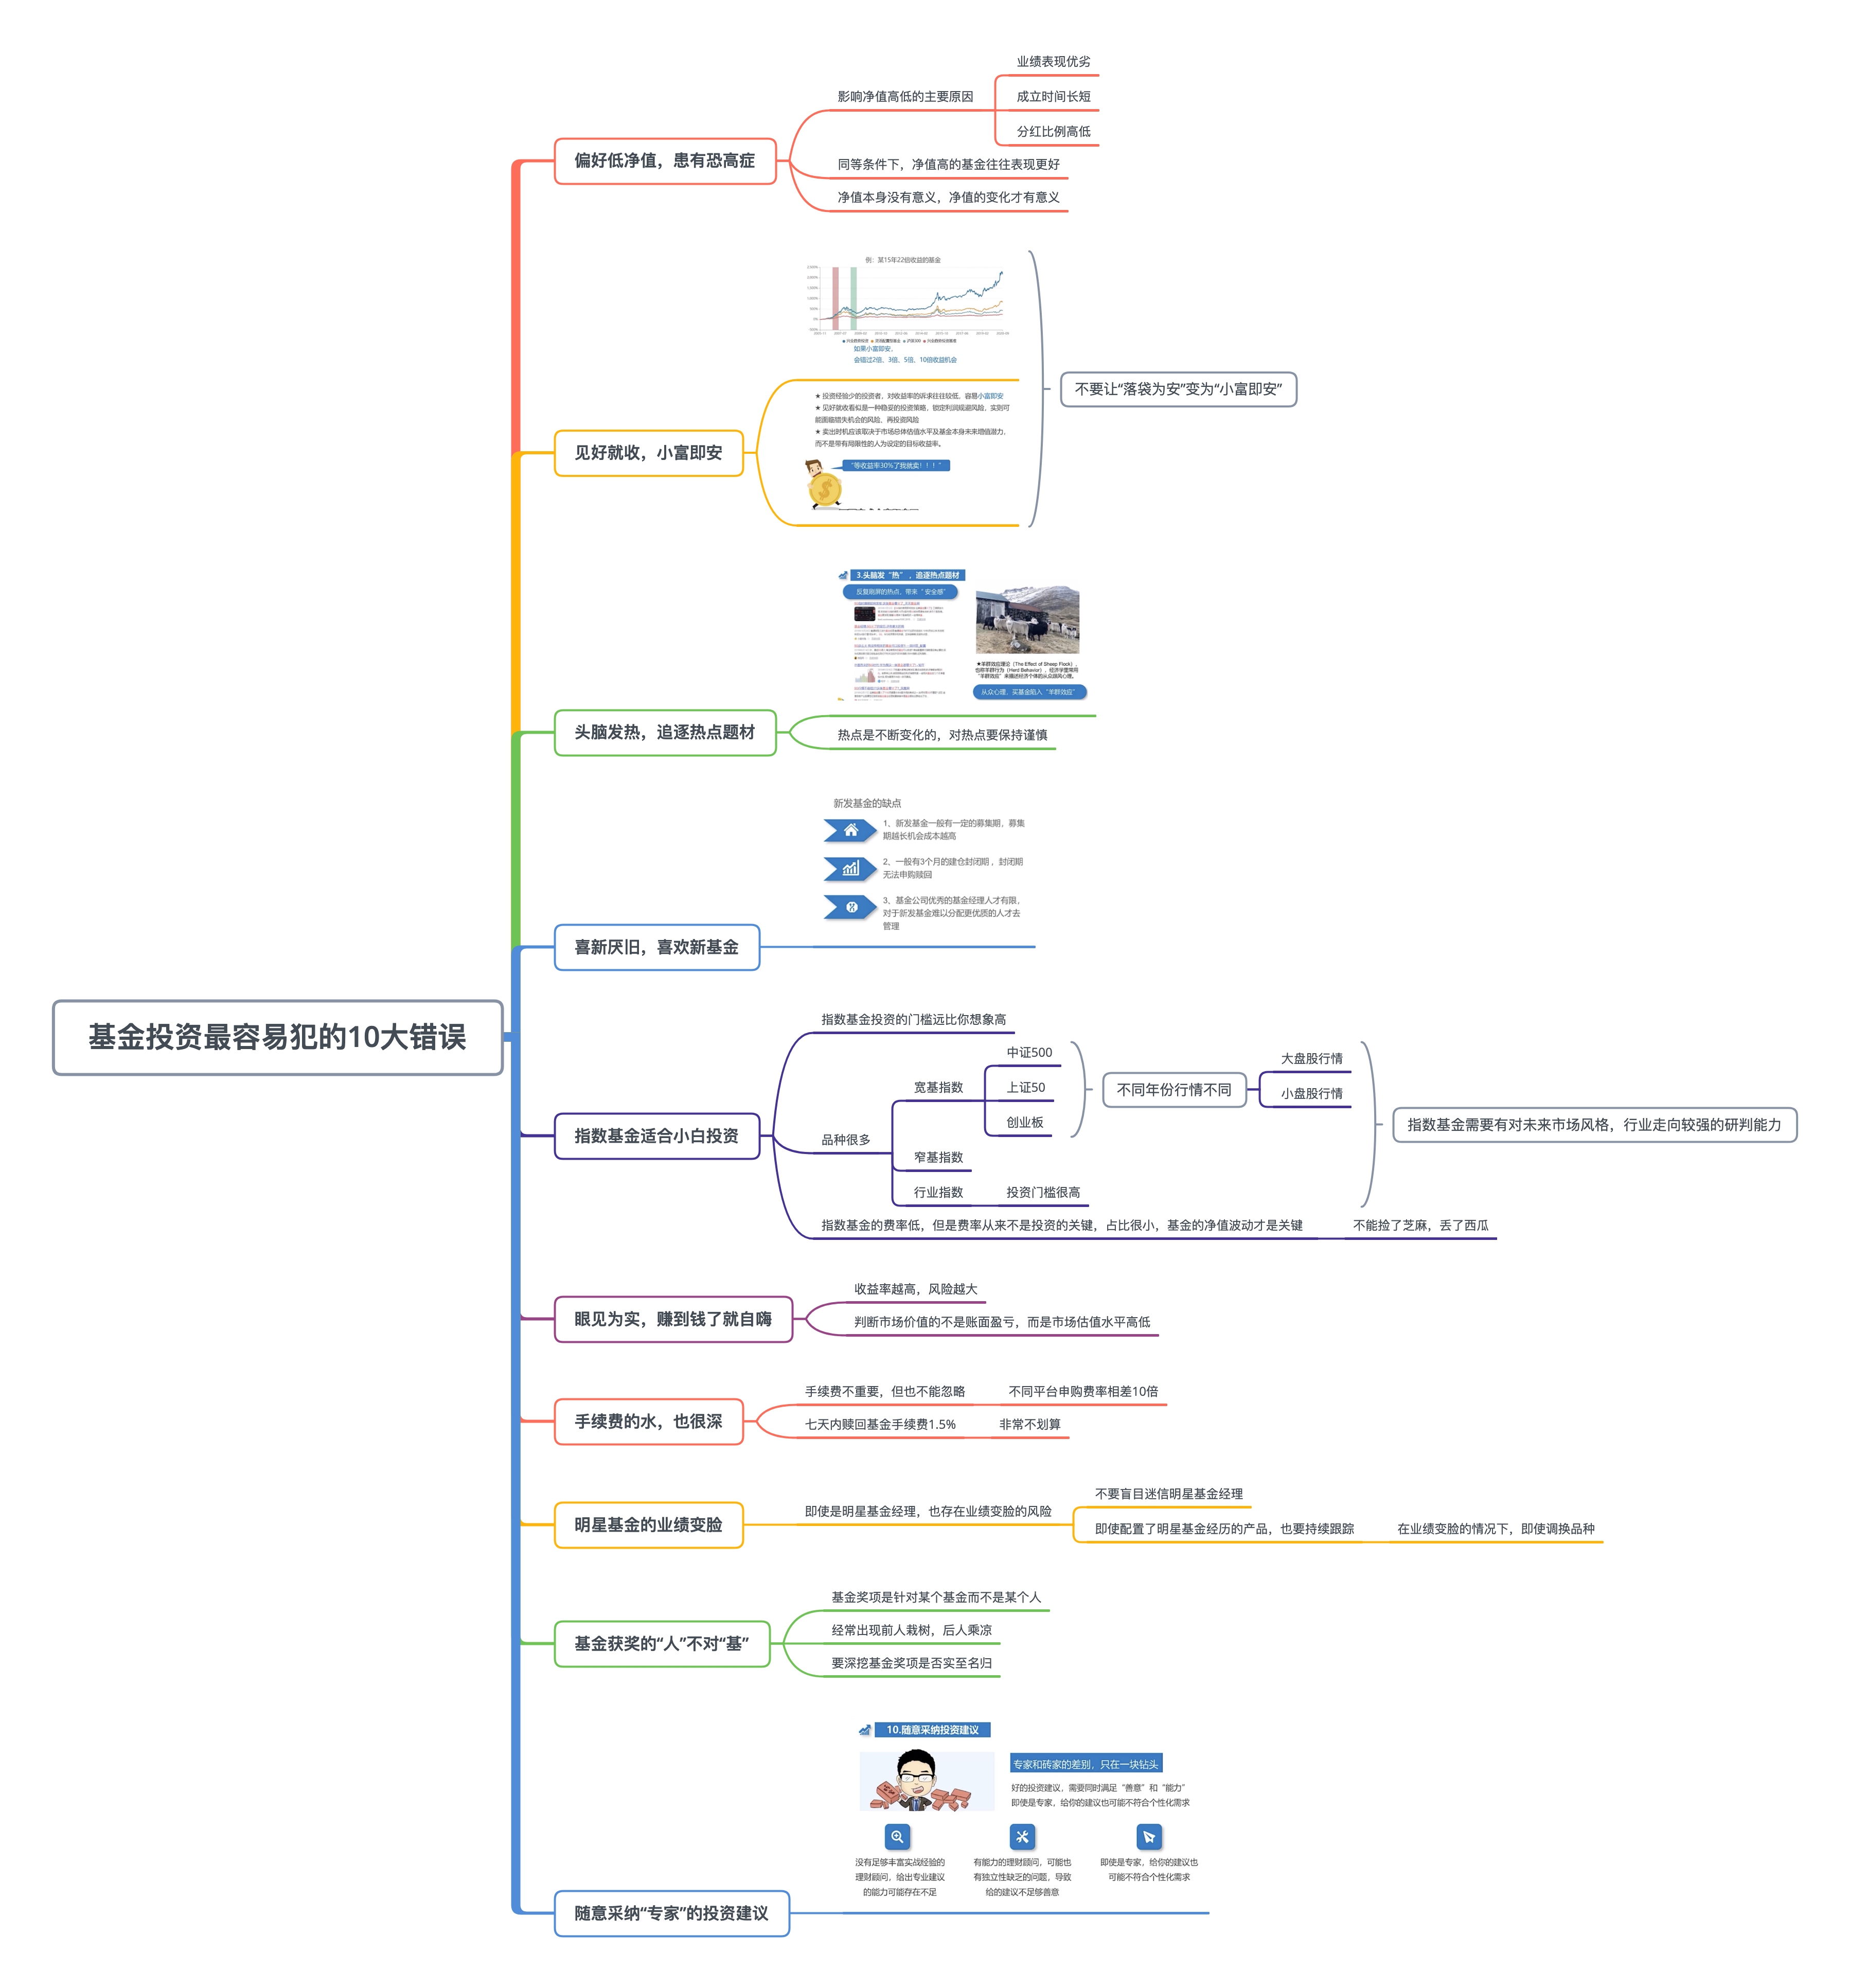 基金投资最容易犯的10大错误
偏好低净值，患有恐高症
影响净值高低的主要原因
业绩表现优劣
成立时间长短
分红比例高低
同等条件下，净值高的基金往往表现更好
净值本身没有意义，净值的变化才有意义
见好就收，小富即安
例：某15年22倍收益的基金
如果小富即安，
会错过2倍、3倍、5倍、10倍收益机会
★ 投资经验少的投资者，对收益率的诉求往往较低，容易小富即安
★ 见好就收看似是一种稳妥的投资策略，锁定利润规避风险，实则可
能面临错失机会的风险、再投资风险
★ 卖出时机应该取决于市场总体估值水平及基金本身未来增值潜力，
而不是带有局限性的人为设定的目标收益率。
“等收益率30%了我就卖！！！”
不要让“落袋为安”变为“小富即安”
头脑发热，追逐热点题材
3.头脑发“热”，追逐热点题材
反复刷屏的热点，带来“安全感”
★羊群效应理论（The Effect of Sheep Flock），
也称羊群行为（Herd Behavior），经济学里常用
“羊群效应”来描述经济个体的从众跟风心理。
从众心理，买基金陷入“羊群效应”
热点是不断变化的，对热点要保持谨慎
喜新厌旧，喜欢新基金
新发基金的缺点
1、新发基金一般有一定的募集期，募集
期越长机会成本越高
2、一般有3个月的建仓封闭期，封闭期
无法申购赎回
3、基金公司优秀的基金经理人才有限，
对于新发基金难以分配更优质的人才去
管理
指数基金适合小白投资
指数基金投资的门槛远比你想象高
品种很多
宽基指数
中证500
上证50
创业板
不同年份行情不同
大盘股行情
小盘股行情
窄基指数
行业指数
投资门槛很高
指数基金需要有对未来市场风格，行业走向较强的研判能力
指数基金的费率低，但是费率从来不是投资的关键，占比很小，基金的净值波动才是关键
不能捡了芝麻，丢了西瓜
眼见为实，赚到钱了就自嗨
收益率越高，风险越大
判断市场价值的不是账面盈亏，而是市场估值水平高低
手续费的水，也很深
手续费不重要，但也不能忽略
不同平台申购费率相差10倍
七天内赎回基金手续费1.5%
非常不划算
明星基金的业绩变脸
即使是明星基金经理，也存在业绩变脸的风险
不要盲目迷信明星基金经理
即使配置了明星基金经历的产品，也要持续跟踪
在业绩变脸的情况下，即使调换品种
基金获奖的“人”不对“基”
基金奖项是针对某个基金而不是某个人
经常出现前人栽树，后人乘凉
要深挖基金奖项是否实至名归
随意采纳“专家”的投资建议
10.随意采纳投资建议
专家和砖家的差别，只在一块钻头
好的投资建议，需要同时满足“善意”和“能力”
即使是专家，给你的建议也可能不符合个性化需求
没有足够丰富实战经验的
理财顾问，给出专业建议
的能力可能存在不足
有能力的理财顾问，可能也
有独立性缺乏的问题，导致
给的建议不足够善意
即使是专家，给你的建议也
可能不符合个性化需求